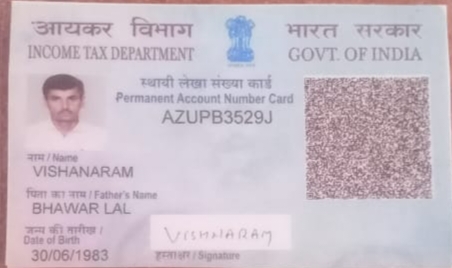 आयकर विभाग
INCOME TAX DEPARTMENT
भारत सरकार
GOVT. OF INDIA
स्थायी लेखा संख्या कार्ड
Permanent Account Number Card
AZUPB3529J
नाम / Name
VISHANARAM
पिता का नाम / Father's Name
BHAWAR LAL
जन्म की तारीख /
Date of Birth
30/06/1983
VISHNARAM
हस्ताक्षर / Signature